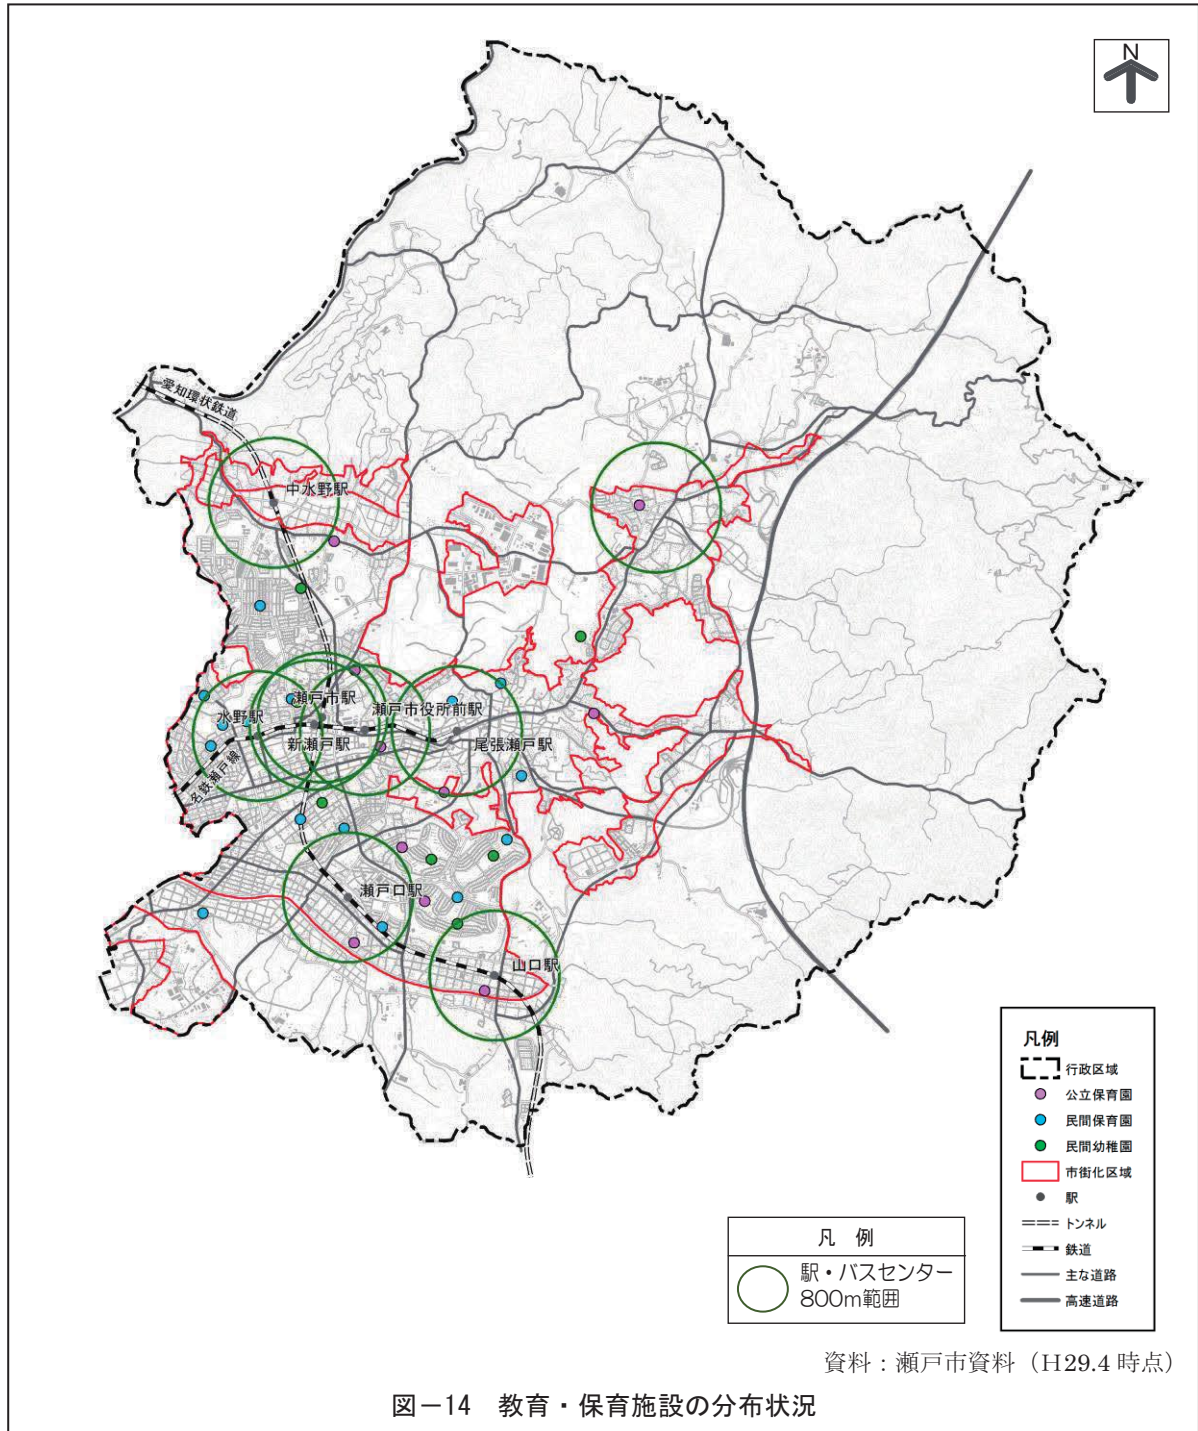 N
愛知環状鉄道
中水野駅
瀬戸市駅
水野駅
瀬戸市役所前駅
新瀬戸駅
尾張瀬戸駅
名鉄瀬戸線
瀬戸口駅
山口駅
凡例
行政区域
公立保育園
民間保育園
民間幼稚園
市街化区域
駅
トンネル
鉄道
主な道路
高速道路
凡 例
駅・バスセンター
800m範囲
資料：瀬戸市資料（H29.4 時点）
図－14 教育・保育施設の分布状況